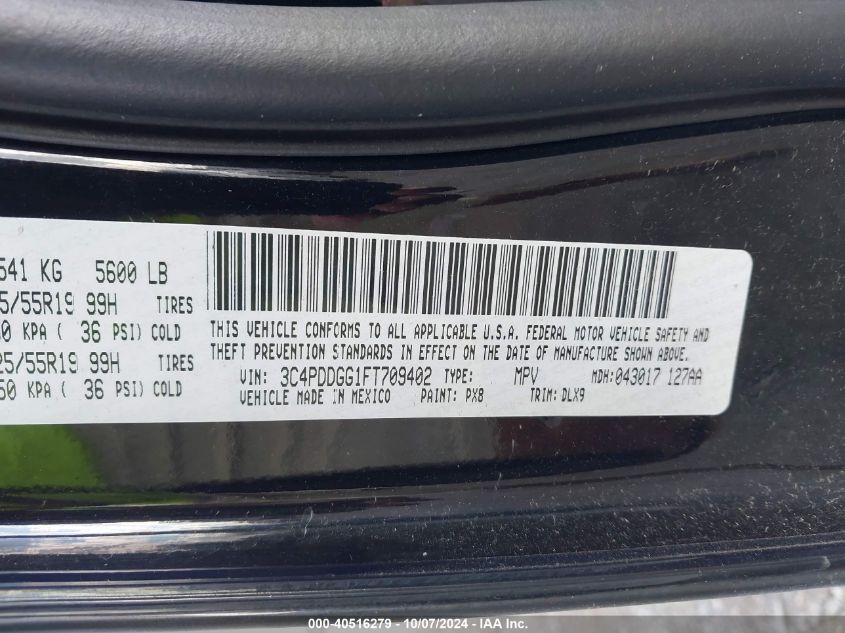 541 KG 5600 LB
5/55R19 99H TIRES
0 KPA ( 36 PSI) COLD
25/55R19 99H TIRES
50 KPA ( 36 PSI) COLD
THIS VEHICLE CONFORMS TO ALL APPLICABLE U.S.A. FEDERAL MOTOR VEHICLE SAFETY AND
THEFT PREVENTION STANDARDS IN EFFECT ON THE DATE OF MANUFACTURE SHOWN ABOVE.
VIN: 3C4PDDGG1FT709402 TYPE: MPV MDH:043017 127AA
VEHICLE MADE IN MEXICO PAINT: PX8 TRIM: DLX9
000-40516279 - 10/07/2024 - IAA Inc.